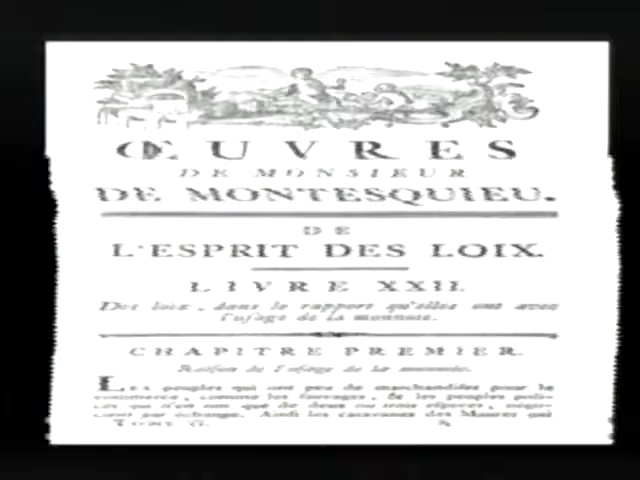 ŒUVRES
DE MONSIEUR
DE MONTESQUIEU.
DE
L'ESPRIT DES LOIX.
LIVRE XXII.
Des loix, dans le rapport qu'elles ont avec
l'usage de la monnoie.
CHAPITRE PREMIER.
Raison de l'usage de la monnoie.
LES peuples qui ont peu de marchandises pour le
commerce, comme les sauvages, & les peuples poli-
cés qui n'en ont que de deux ou trois especes, négo-
cient par échange. Ainsi les caravanes des Maures qui
TOME II.